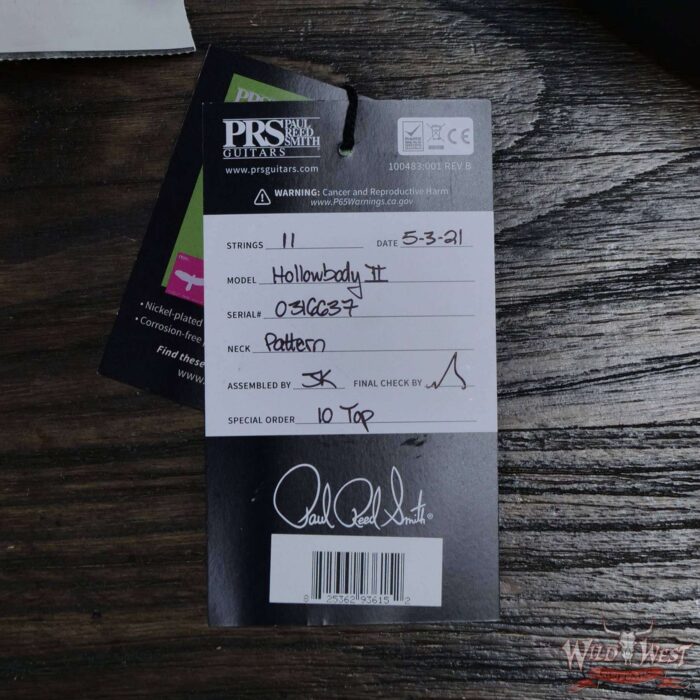 PRS
PRS PAUL
REED
SMITH
GUITARS
www.prsguitars.com
CE
100483:001 REV B
WARNING: Cancer and Reproductive Harm
www.P65Warnings.ca.gov
STRINGS 11 DATE 5-3-21
MODEL Hollowbody II
SERIAL# 0316637
NECK Pattern
ASSEMBLED BY JK FINAL CHECK BY
SPECIAL ORDER 10 Top
• Nickel-plated
• Corrosion-free
Find these
www.
Paul Reed Smith®
8 25362 93615 2
WILD WEST
GUITARS